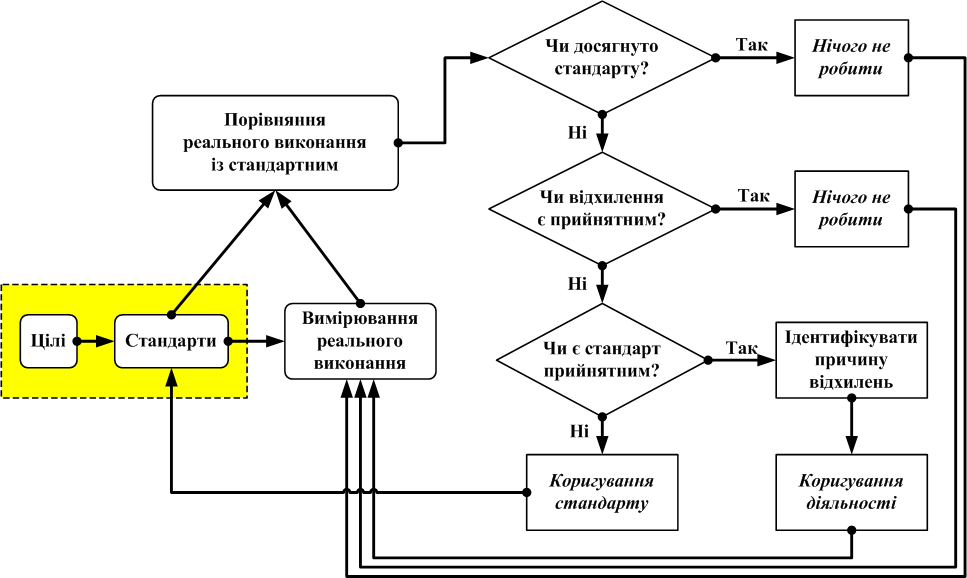 Чи досягнуто
стандарту?
Так
Нічого не
робити
Порівняння
реального виконання
із стандартним
Ні
Чи відхилення
є прийнятним?
Так
Нічого не
робити
Ні
Цілі
Стандарти
Вимірювання
реального
виконання
Чи є стандарт
прийнятним?
Так
Ідентифікувати
причину
відхилень
Ні
Коригування
стандарту
Коригування
діяльності